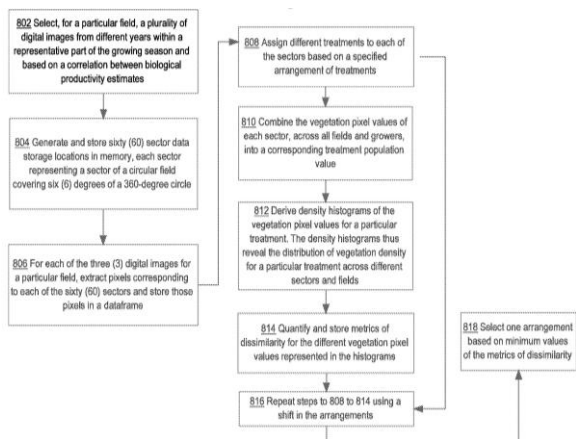 802 Select, for a particular field, a plurality of
digital images from different years within a
representative part of the growing season and
based on a correlation between biological
productivity estimates
804 Generate and store sixty (60) sector data
storage locations in memory, each sector
representing a sector of a circular field
covering six (6) degrees of a 360-degree circle
806 For each of the three (3) digital images for
a particular field, extract pixels corresponding
to each of the sixty (60) sectors and store those
pixels in a dataframe
808 Assign different treatments to each of
the sectors based on a specified
arrangement of treatments
810 Combine the vegetation pixel values of
each sector, across all fields and growers,
into a corresponding treatment population
value
812 Derive density histograms of the
vegetation pixel values for a particular
treatment. The density histograms thus
reveal the distribution of vegetation density
for a particular treatment across different
sectors and fields
814 Quantify and store metrics of
dissimilarity for the different vegetation pixel
values represented in the histograms
816 Repeat steps to 808 to 814 using a
shift in the arrangements
818 Select one arrangement
based on minimum values
of the metrics of dissimilarity